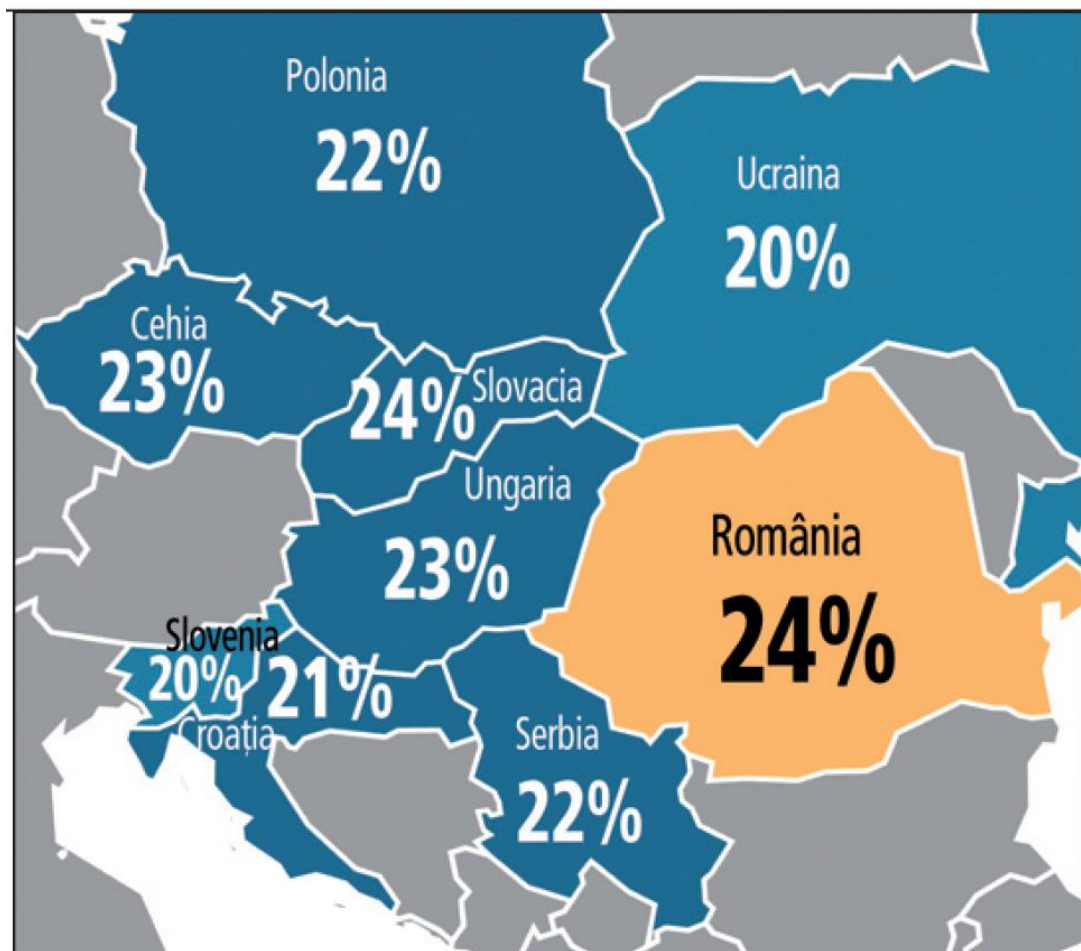 Polonia
22%
Ucraina
20%
Cehia
23%
24%
Slovacia
Ungaria
23%
România
24%
Slovenia
20%
21%
Croația
Serbia
22%